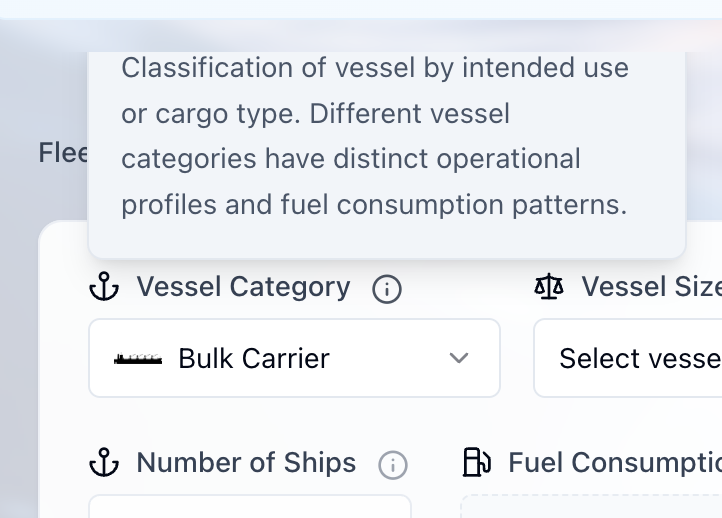 Classification of vessel by intended use
or cargo type. Different vessel
categories have distinct operational
profiles and fuel consumption patterns.
Vessel Category
Vessel Size
Bulk Carrier
Select vesse
Number of Ships
Fuel Consumptio